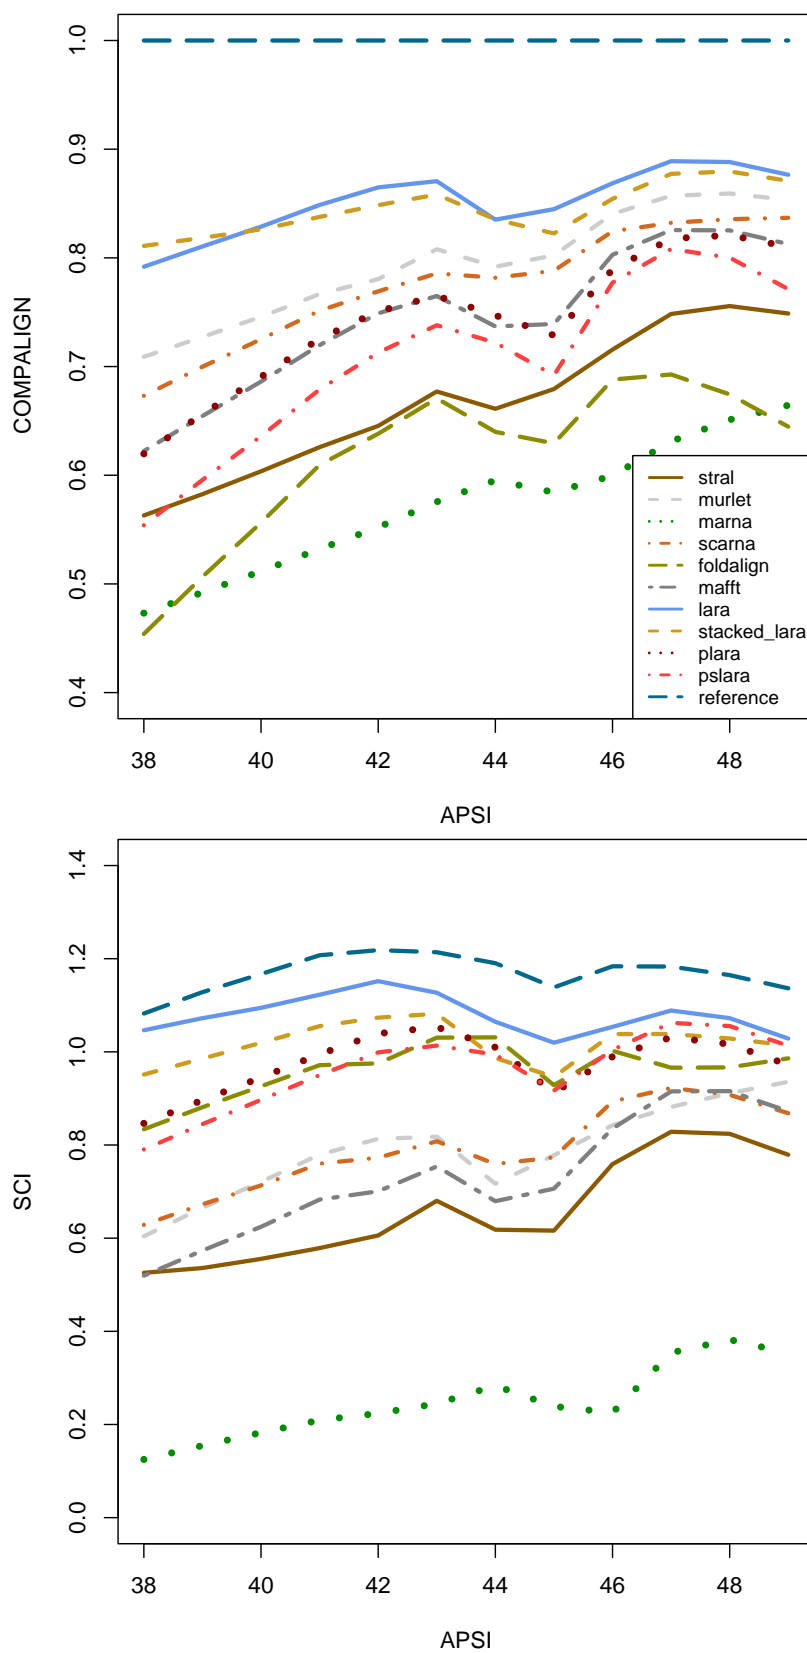 1.0
0.9
0.8
0.7
0.6
0.5
0.4
COMPALIGN
stral
murlet
marna
scarna
foldalign
mafft
lara
stacked_lara
plara
pslara
reference
38 40 42 44 46 48
APSI
1.4
1.2
1.0
0.8
0.6
0.4
0.2
0.0
SCI
38 40 42 44 46 48
APSI